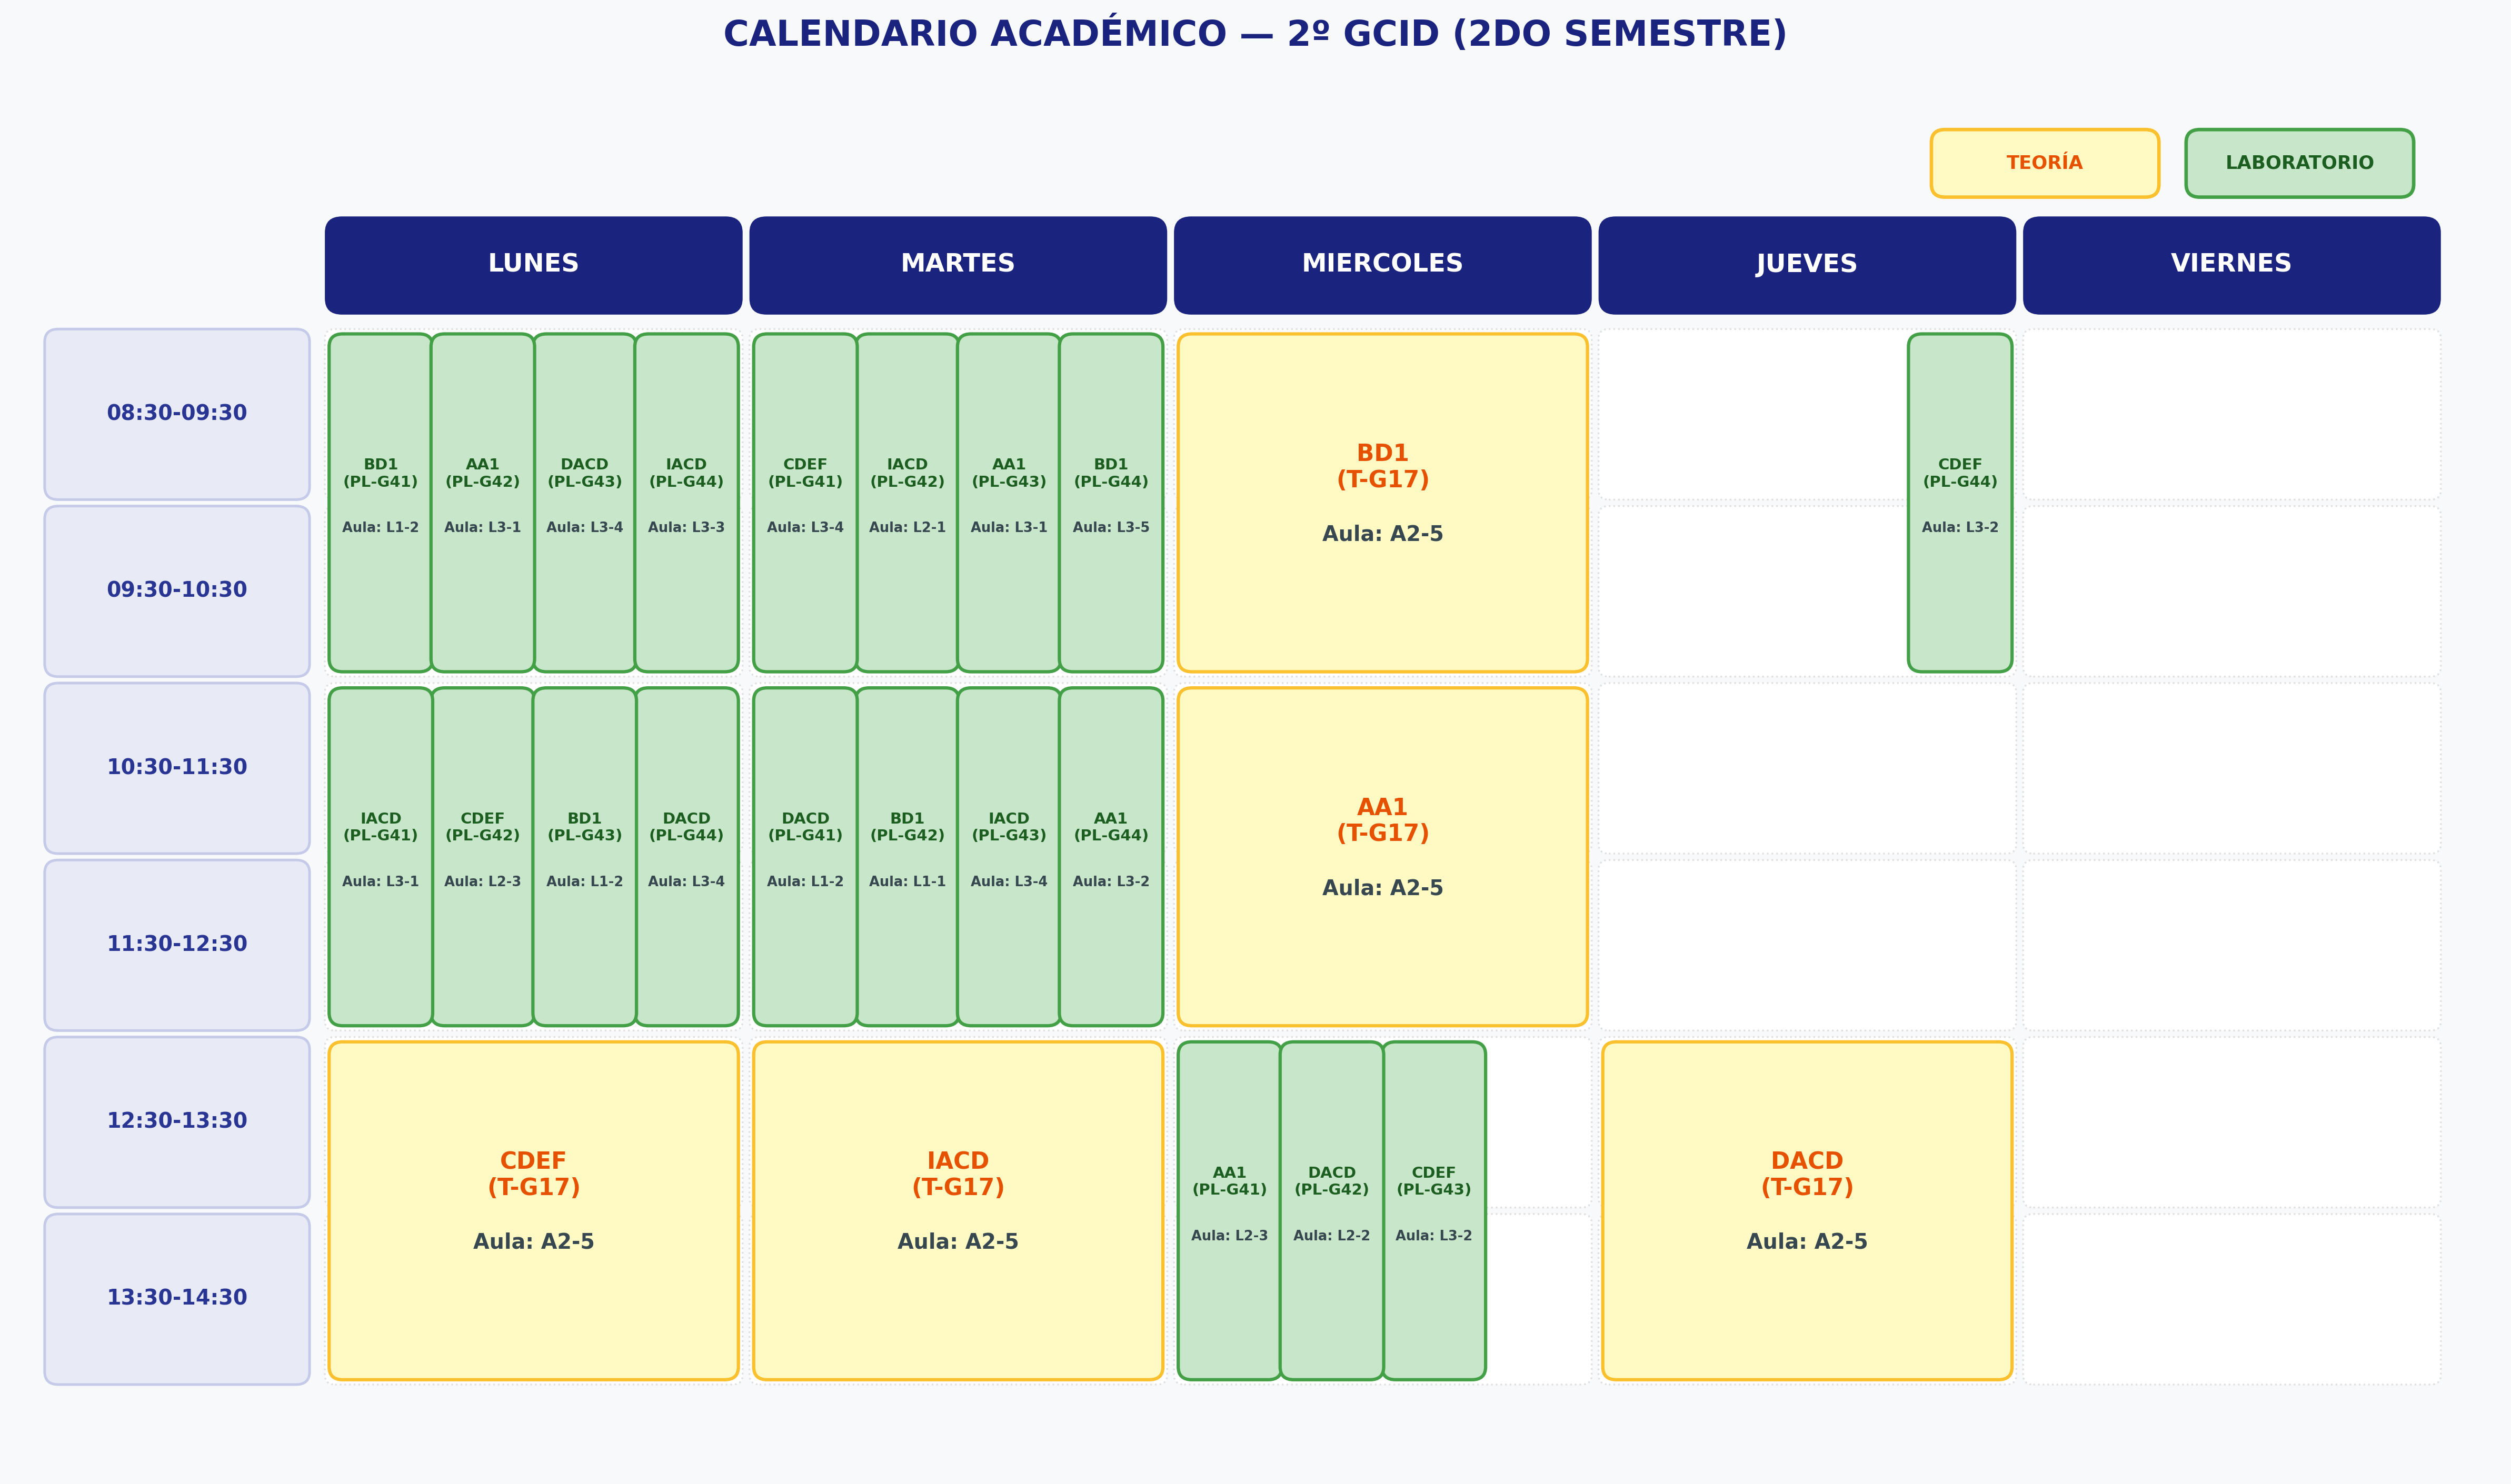 CALENDARIO ACADÉMICO — 2º GCID (2DO SEMESTRE)
TEORÍA
LABORATORIO
LUNES
MARTES
MIERCOLES
JUEVES
VIERNES
08:30-09:30
09:30-10:30
BD1
(PL-G41)
Aula: L1-2
AA1
(PL-G42)
Aula: L3-1
DACD
(PL-G43)
Aula: L3-4
IACD
(PL-G44)
Aula: L3-3
CDEF
(PL-G41)
Aula: L3-4
IACD
(PL-G42)
Aula: L2-1
AA1
(PL-G43)
Aula: L3-1
BD1
(PL-G44)
Aula: L3-5
BD1
(T-G17)
Aula: A2-5
CDEF
(PL-G44)
Aula: L3-2
10:30-11:30
11:30-12:30
IACD
(PL-G41)
Aula: L3-1
CDEF
(PL-G42)
Aula: L2-3
BD1
(PL-G43)
Aula: L1-2
DACD
(PL-G44)
Aula: L3-4
DACD
(PL-G41)
Aula: L1-2
BD1
(PL-G42)
Aula: L1-1
IACD
(PL-G43)
Aula: L3-4
AA1
(PL-G44)
Aula: L3-2
AA1
(T-G17)
Aula: A2-5
12:30-13:30
13:30-14:30
CDEF
(T-G17)
Aula: A2-5
IACD
(T-G17)
Aula: A2-5
AA1
(PL-G41)
Aula: L2-3
DACD
(PL-G42)
Aula: L2-2
CDEF
(PL-G43)
Aula: L3-2
DACD
(T-G17)
Aula: A2-5